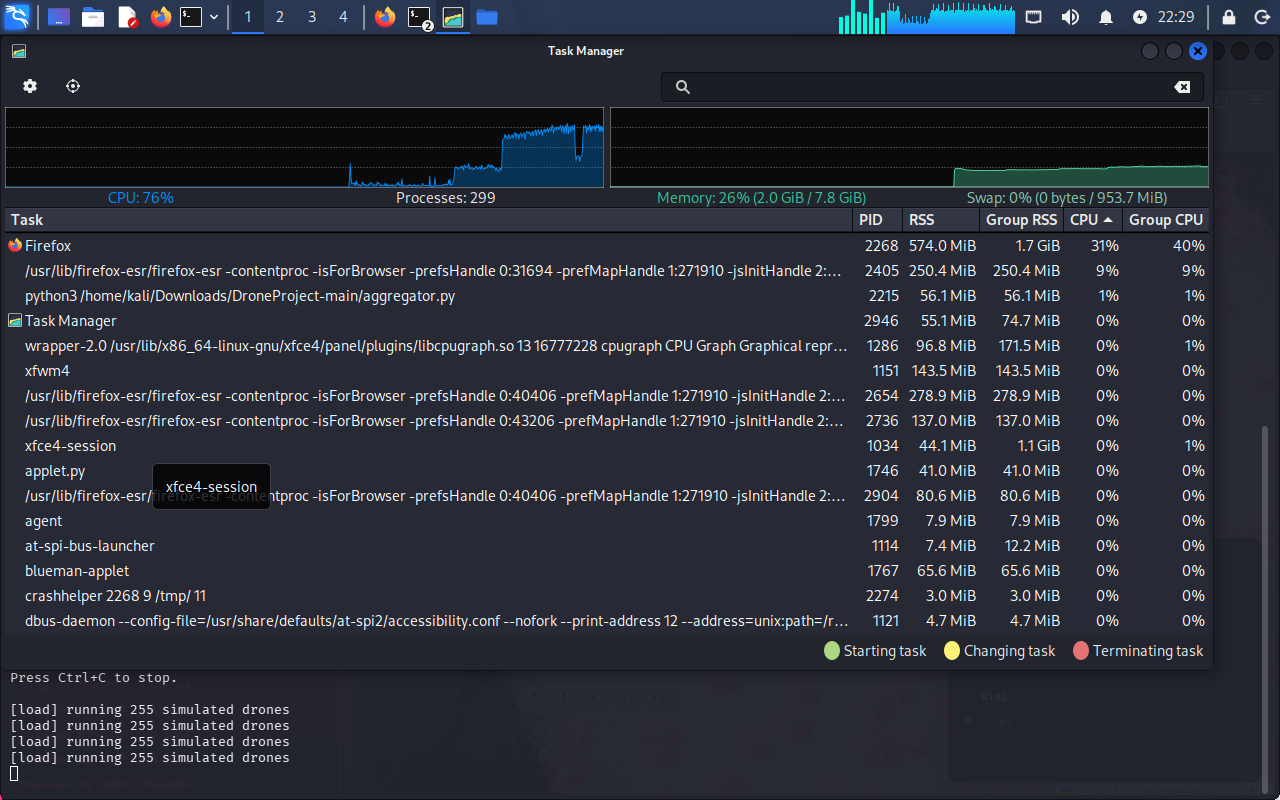 1 2 3 4 2 22:29
Task Manager
CPU: 76% Processes: 299 Memory: 26% (2.0 GiB / 7.8 GiB) Swap: 0% (0 bytes / 953.7 MiB)
Task PID RSS Group RSS CPU Group CPU
Firefox 2268 574.0 MiB 1.7 GiB 31% 40%
/usr/lib/firefox-esr/firefox-esr -contentproc -isForBrowser -prefsHandle 0:31694 -prefMapHandle 1:271910 -jsInitHandle 2:... 2405 250.4 MiB 250.4 MiB 9% 9%
python3 /home/kali/Downloads/DroneProject-main/aggregator.py 2215 56.1 MiB 56.1 MiB 1% 1%
Task Manager 2946 55.1 MiB 74.7 MiB 0% 0%
wrapper-2.0 /usr/lib/x86_64-linux-gnu/xfce4/panel/plugins/libcpugraph.so 13 16777228 cpugraph CPU Graph Graphical repr... 1286 96.8 MiB 171.5 MiB 0% 1%
xfwm4 1151 143.5 MiB 143.5 MiB 0% 0%
/usr/lib/firefox-esr/firefox-esr -contentproc -isForBrowser -prefsHandle 0:40406 -prefMapHandle 1:271910 -jsInitHandle 2:... 2654 278.9 MiB 278.9 MiB 0% 0%
/usr/lib/firefox-esr/firefox-esr -contentproc -isForBrowser -prefsHandle 0:43206 -prefMapHandle 1:271910 -jsInitHandle 2:... 2736 137.0 MiB 137.0 MiB 0% 0%
xfce4-session 1034 44.1 MiB 1.1 GiB 0% 1%
applet.py 1746 41.0 MiB 41.0 MiB 0% 0%
xfce4-session
/usr/lib/firefox-esr/firefox-esr -contentproc -isForBrowser -prefsHandle 0:40406 -prefMapHandle 1:271910 -jsInitHandle 2:... 2904 80.6 MiB 80.6 MiB 0% 0%
agent 1799 7.9 MiB 7.9 MiB 0% 0%
at-spi-bus-launcher 1114 7.4 MiB 12.2 MiB 0% 0%
blueman-applet 1767 65.6 MiB 65.6 MiB 0% 0%
crashhelper 2268 9 /tmp/ 11 2274 3.0 MiB 3.0 MiB 0% 0%
dbus-daemon --config-file=/usr/share/defaults/at-spi2/accessibility.conf --nofork --print-address 12 --address=unix:path=/r... 1121 4.7 MiB 4.7 MiB 0% 0%
Starting task Changing task Terminating task
Press Ctrl+C to stop.
[load] running 255 simulated drones
[load] running 255 simulated drones
[load] running 255 simulated drones
[load] running 255 simulated drones